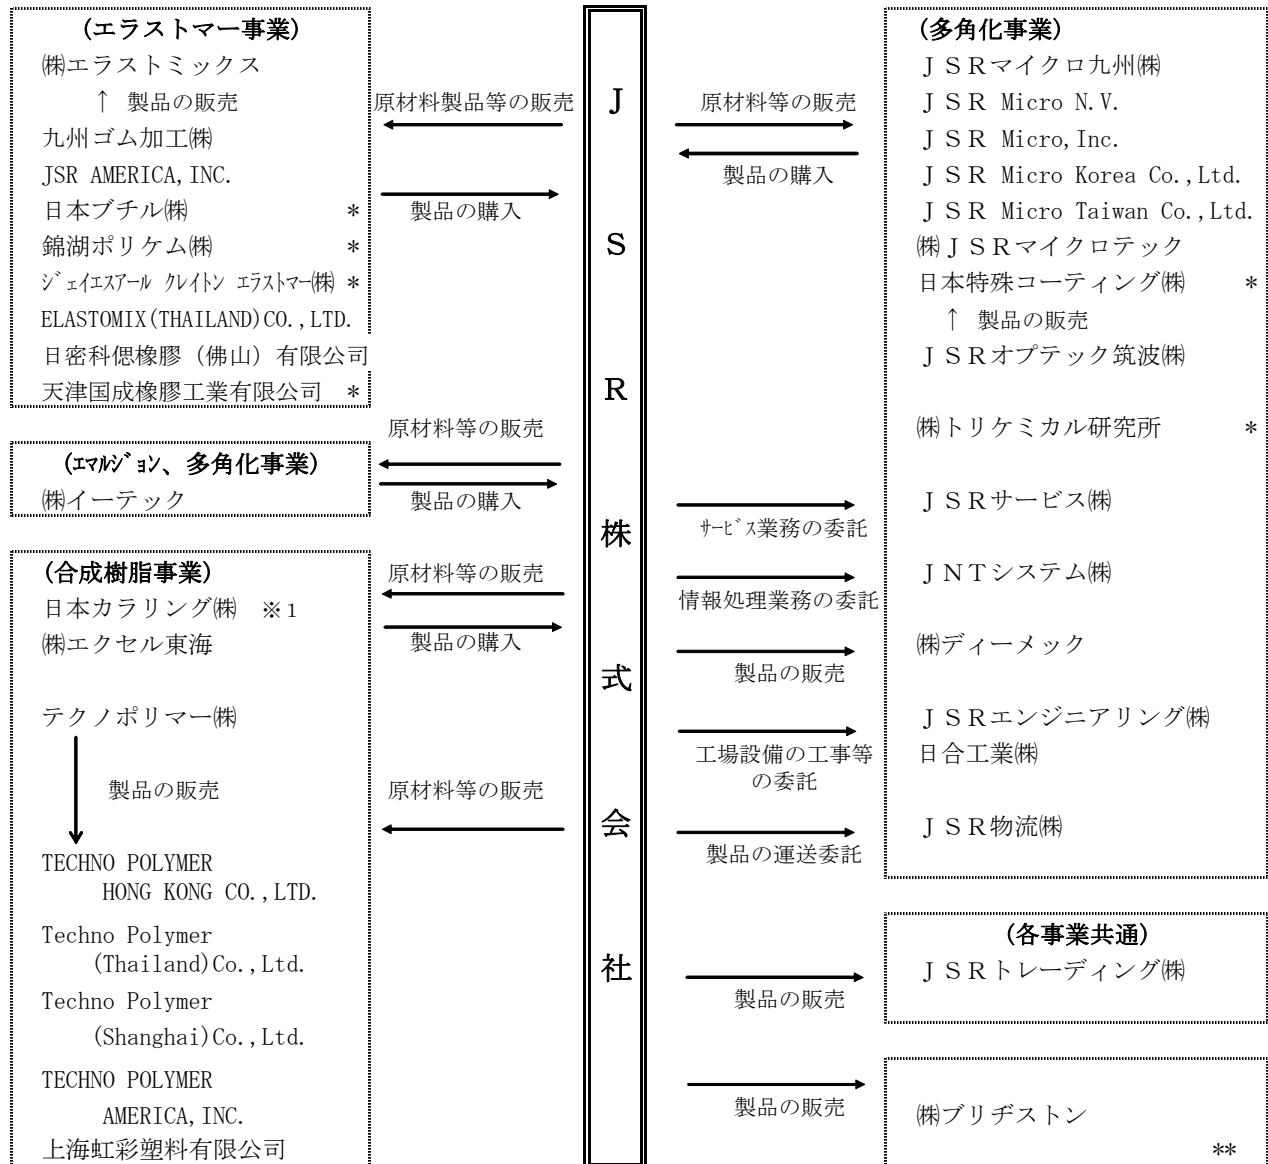 (エラストマー事業)
㈱エラストミックス
↑ 製品の販売
九州ゴム加工㈱
JSR AMERICA,INC.
日本ブチル㈱ *
錦湖ポリケム㈱ *
ジェイエスアール クレイトン エラストマー㈱ *
ELASTOMIX(THAILAND)CO.,LTD.
日密科偲橡膠（佛山）有限公司
天津国成橡膠工業有限公司 *
原材料製品等の販売
製品の購入
(エマルジョン、多角化事業)
㈱イーテック
原材料等の販売
製品の購入
(合成樹脂事業)
日本カラリング㈱ ※1
㈱エクセル東海
テクノポリマー㈱
製品の販売
TECHNO POLYMER
HONG KONG CO.,LTD.
Techno Polymer
(Thailand)Co.,Ltd.
Techno Polymer
(Shanghai)Co.,Ltd.
TECHNO POLYMER
AMERICA,INC.
上海虹彩塑料有限公司
原材料等の販売
製品の購入
原材料等の販売
ＪＳＲ株式会社
原材料等の販売
製品の購入
サービス業務の委託
情報処理業務の委託
製品の販売
工場設備の工事等
の委託
製品の運送委託
製品の販売
製品の販売
(多角化事業)
ＪＳＲマイクロ九州㈱
ＪＳＲ Micro N.V.
ＪＳＲ Micro,Inc.
ＪＳＲ Micro Korea Co.,Ltd.
ＪＳＲ Micro Taiwan Co.,Ltd.
㈱ＪＳＲマイクロテック
日本特殊コーティング㈱ *
↑ 製品の販売
ＪＳＲオプテック筑波㈱
㈱トリケミカル研究所 *
ＪＳＲサービス㈱
ＪＮＴシステム㈱
㈱ディーメック
ＪＳＲエンジニアリング㈱
日合工業㈱
ＪＳＲ物流㈱
(各事業共通)
ＪＳＲトレーディング㈱
㈱ブリヂストン
**